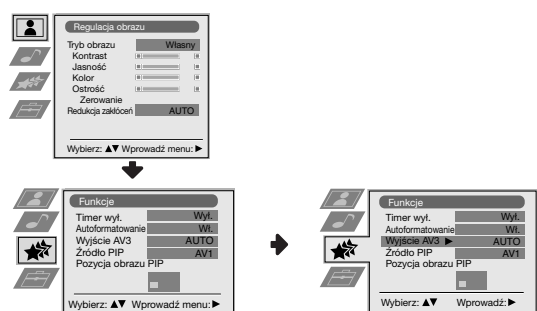 Regulacja obrazu
Tryb obrazu Własny
Kontrast
Jasność
Kolor
Ostrość
Zerowanie
Redukcja zakłóceń AUTO
Wybierz: ▲▼ Wprowadź menu: ►
Funkcje
Timer wył. Wył.
Autoformatowanie Wł.
Wyjście AV3 AUTO
Źródło PIP AV1
Pozycja obrazu PIP
Wybierz: ▲▼ Wprowadź menu: ►
Funkcje
Timer wył. Wył.
Autoformatowanie Wł.
Wyjście AV3 ► AUTO
Źródło PIP AV1
Pozycja obrazu PIP
Wybierz: ▲▼ Wprowadź: ►